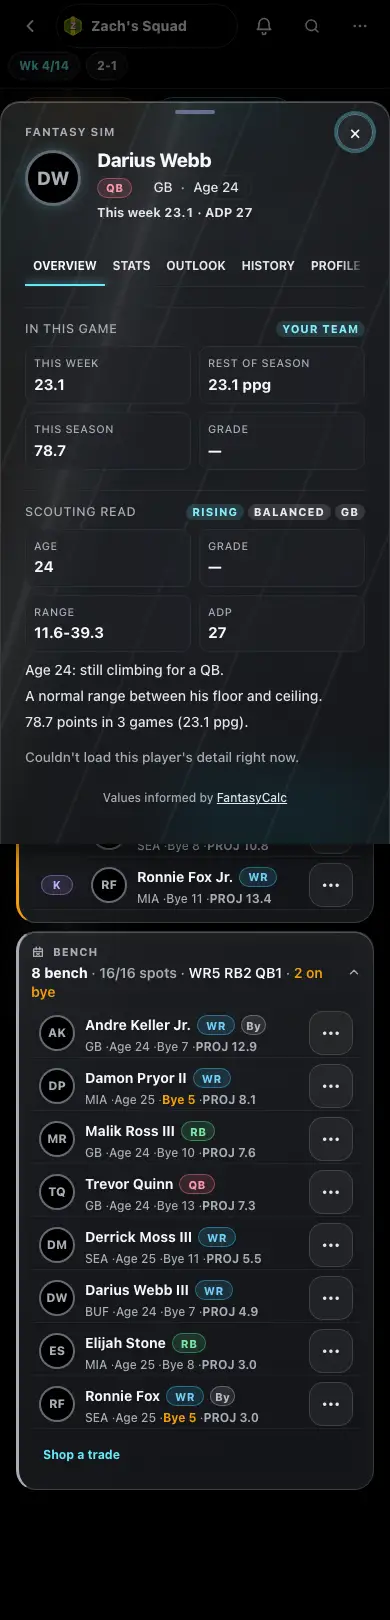 Zach's Squad
Wk 4/14
2-1
FANTASY SIM
×
DW
Darius Webb
QB GB · Age 24
This week 23.1 · ADP 27
OVERVIEW STATS OUTLOOK HISTORY PROFILE
IN THIS GAME
YOUR TEAM
THIS WEEK
23.1
REST OF SEASON
23.1 ppg
THIS SEASON
78.7
GRADE
—
SCOUTING READ
RISING BALANCED GB
AGE
24
GRADE
—
RANGE
11.6-39.3
ADP
27
Age 24: still climbing for a QB.
A normal range between his floor and ceiling.
78.7 points in 3 games (23.1 ppg).
Couldn't load this player's detail right now.
Values informed by FantasyCalc
SEA ·Bye 8 ·PROJ 10.8
K
RF
Ronnie Fox Jr. WR
MIA ·Bye 11 ·PROJ 13.4
BENCH
8 bench · 16/16 spots · WR5 RB2 QB1 · 2 on
bye
AK
Andre Keller Jr. WR By
GB ·Age 24 ·Bye 7 ·PROJ 12.9
DP
Damon Pryor II WR
MIA ·Age 25 ·Bye 5 ·PROJ 8.1
MR
Malik Ross III RB
GB ·Age 24 ·Bye 10 ·PROJ 7.6
TQ
Trevor Quinn QB
GB ·Age 24 ·Bye 13 ·PROJ 7.3
DM
Derrick Moss III WR
SEA ·Age 25 ·Bye 11 ·PROJ 5.5
DW
Darius Webb III WR
BUF ·Age 24 ·Bye 7 ·PROJ 4.9
ES
Elijah Stone RB
MIA ·Age 25 ·Bye 8 ·PROJ 3.0
RF
Ronnie Fox WR By
SEA ·Age 25 ·Bye 5 ·PROJ 3.0
Shop a trade